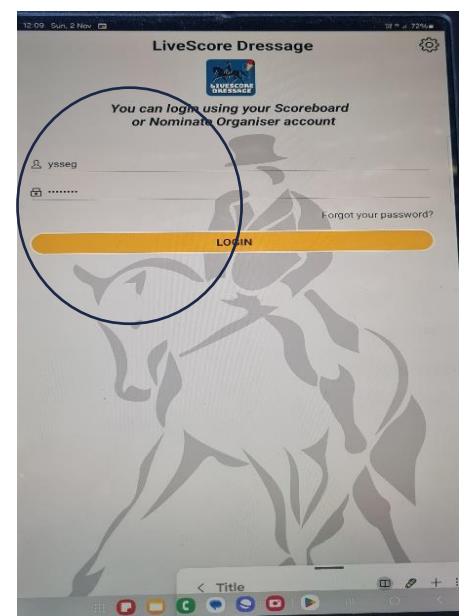 12:09 Sun, 2 Nov
72%
LiveScore Dressage
LIVESCORE
DRESSAGE
You can login using your Scoreboard
or Nominate Organiser account
ysseg
••••••••
Forgot your password?
LOGIN
Title